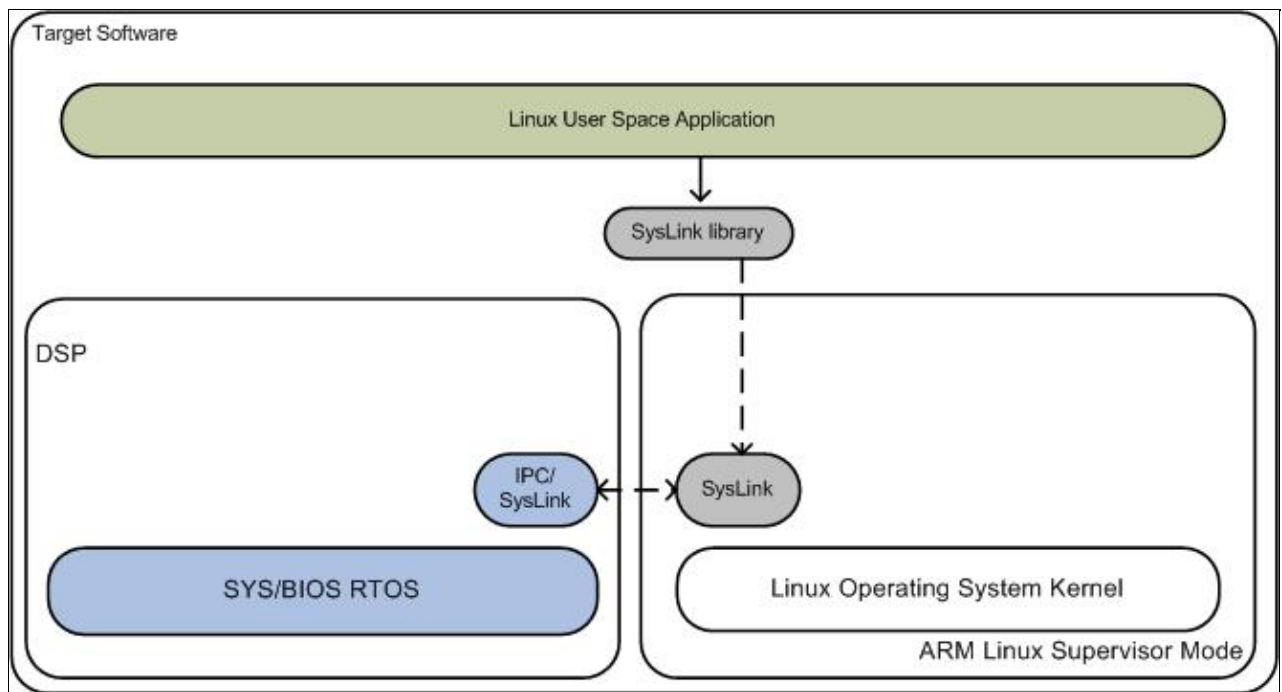 Target Software
Linux User Space Application
SysLink library
DSP
IPC/
SysLink
SysLink
SYS/BIOS RTOS
Linux Operating System Kernel
ARM Linux Supervisor Mode